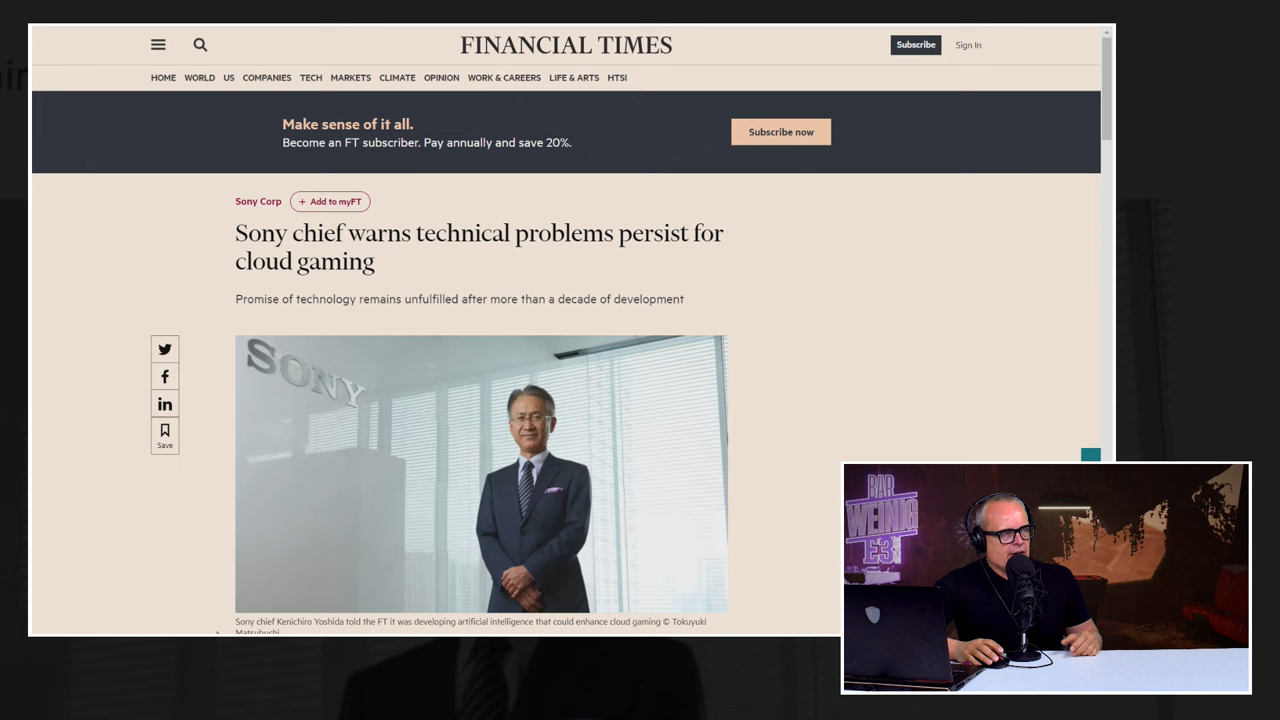 FINANCIAL TIMES
Subscribe
Sign In
HOME WORLD US COMPANIES TECH MARKETS CLIMATE OPINION WORK & CAREERS LIFE & ARTS HTSI
Make sense of it all.
Become an FT subscriber. Pay annually and save 20%.
Subscribe now
Sony Corp
+ Add to myFT
Sony chief warns technical problems persist for
cloud gaming
Promise of technology remains unfulfilled after more than a decade of development
Save
SONY
Sony chief Kenichiro Yoshida told the FT it was developing artificial intelligence that could enhance cloud gaming © Tokuyuki
Matsubuchi
BAR
WEINIG
E3